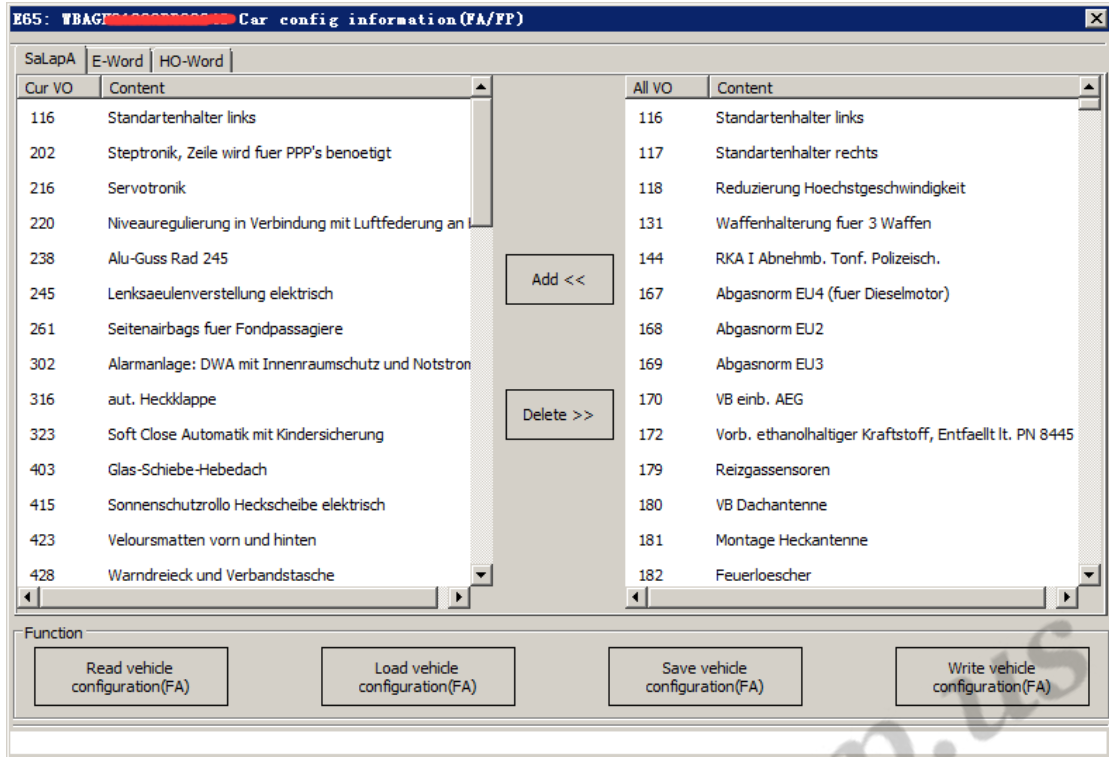 E65: Car config information(FA/FP)
SaLapA E-Word HO-Word
Cur VO Content
116 Standartenhalter links
202 Steptronik, Zeile wird fuer PPP's benoetigt
216 Servotronik
220 Niveauregulierung in Verbindung mit Luftfederung an
238 Alu-Guss Rad 245
245 Lenksaeulenverstellung elektrisch
261 Seitenairbags fuer Fondpassagiere
302 Alarmanlage: DWA mit Innenraumschutz und Notstrom
316 aut. Heckklappe
323 Soft Close Automatik mit Kindersicherung
403 Glas-Schiebe-Hebedach
415 Sonnenschutzrollo Heckscheibe elektrisch
423 Veloursmatten vorn und hinten
428 Warndreieck und Verbandstasche
Add <<
Delete >>
All VO Content
116 Standartenhalter links
117 Standartenhalter rechts
118 Reduzierung Hoechstgeschwindigkeit
131 Waffenhalterung fuer 3 Waffen
144 RKA I Abnehmb. Tonf. Polizeisch.
167 Abgasnorm EU4 (fuer Dieselmotor)
168 Abgasnorm EU2
169 Abgasnorm EU3
170 VB einb. AEG
172 Vorb. ethanolhaltiger Kraftstoff, Entfaellt lt. PN 8445
179 Reizgassensoren
180 VB Dachantenne
181 Montage Heckantenne
182 Feuerloescher
Function
Read vehicle
configuration(FA)
Load vehicle
configuration(FA)
Save vehicle
configuration(FA)
Write vehicle
configuration(FA)